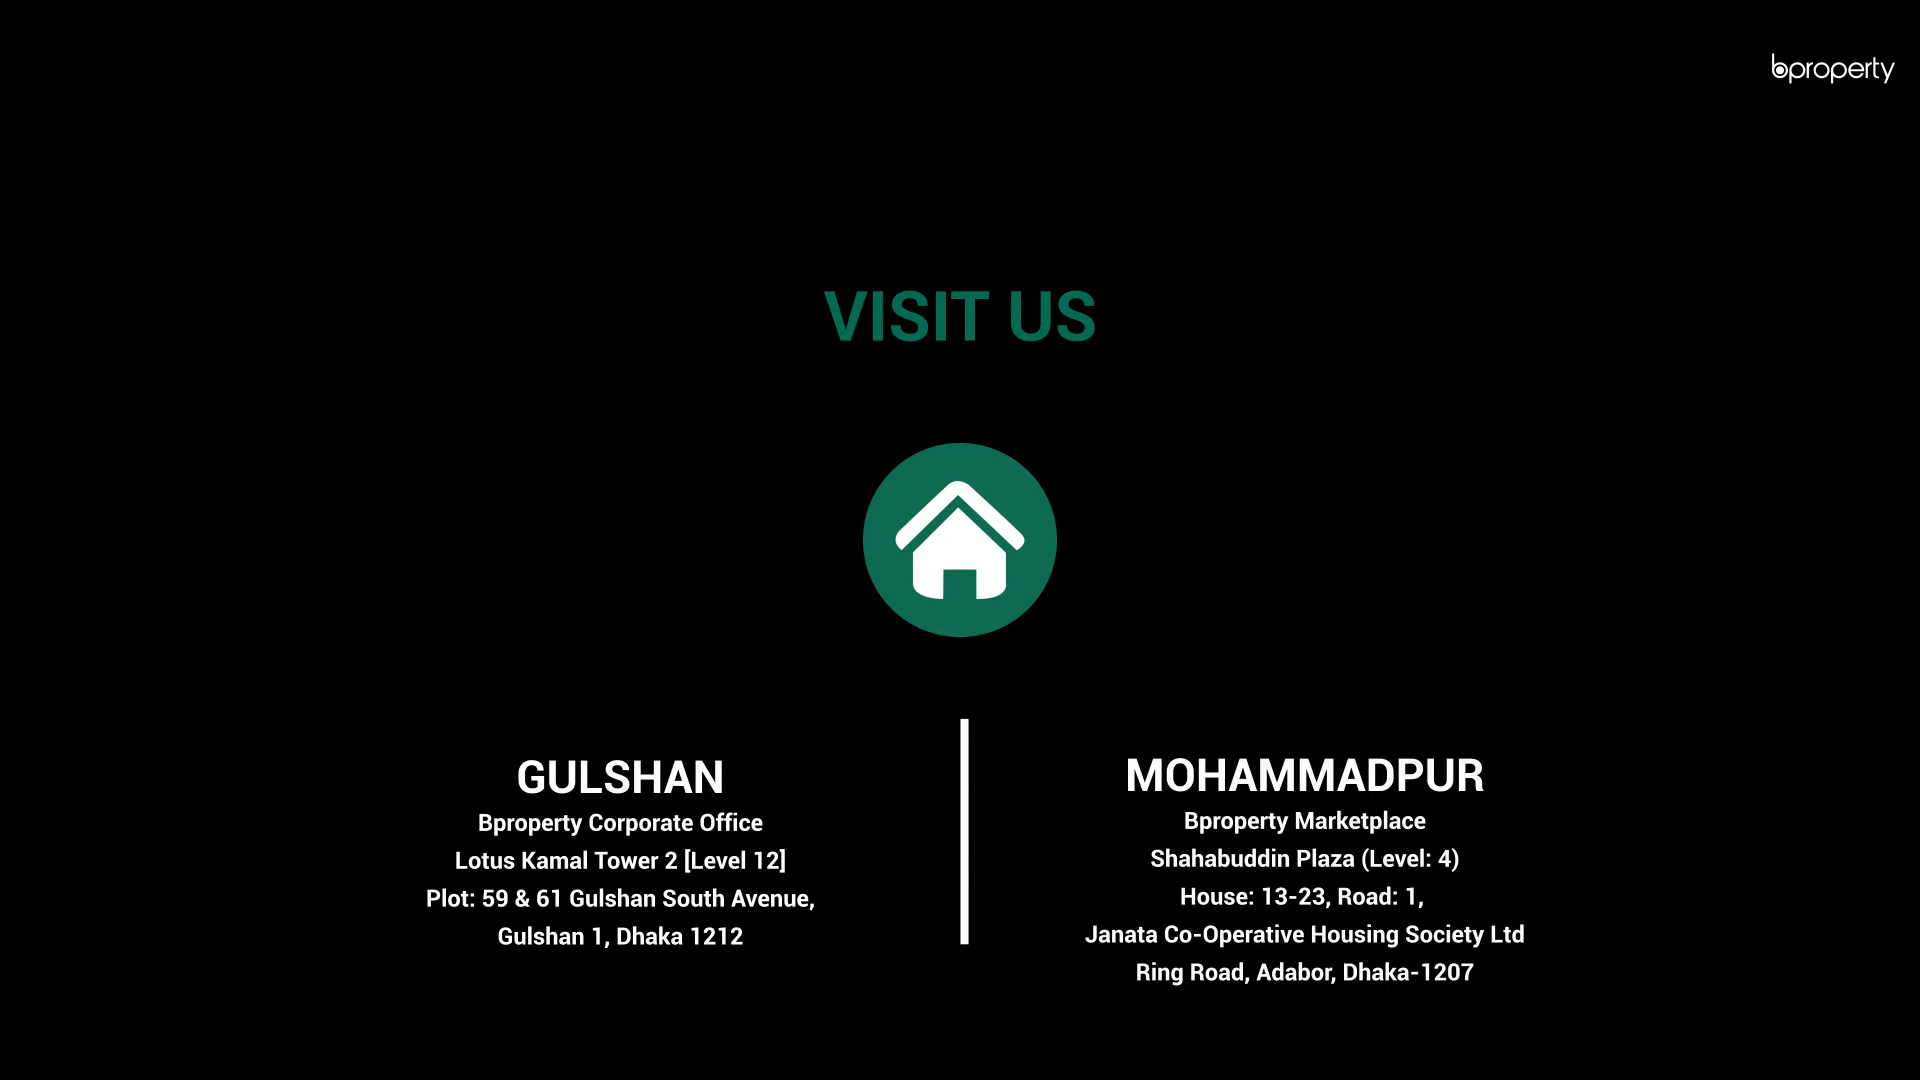 bproperty
VISIT US
GULSHAN
Bproperty Corporate Office
Lotus Kamal Tower 2 [Level 12]
Plot: 59 & 61 Gulshan South Avenue,
Gulshan 1, Dhaka 1212
MOHAMMADPUR
Bproperty Marketplace
Shahabuddin Plaza (Level: 4)
House: 13-23, Road: 1,
Janata Co-Operative Housing Society Ltd
Ring Road, Adabor, Dhaka-1207